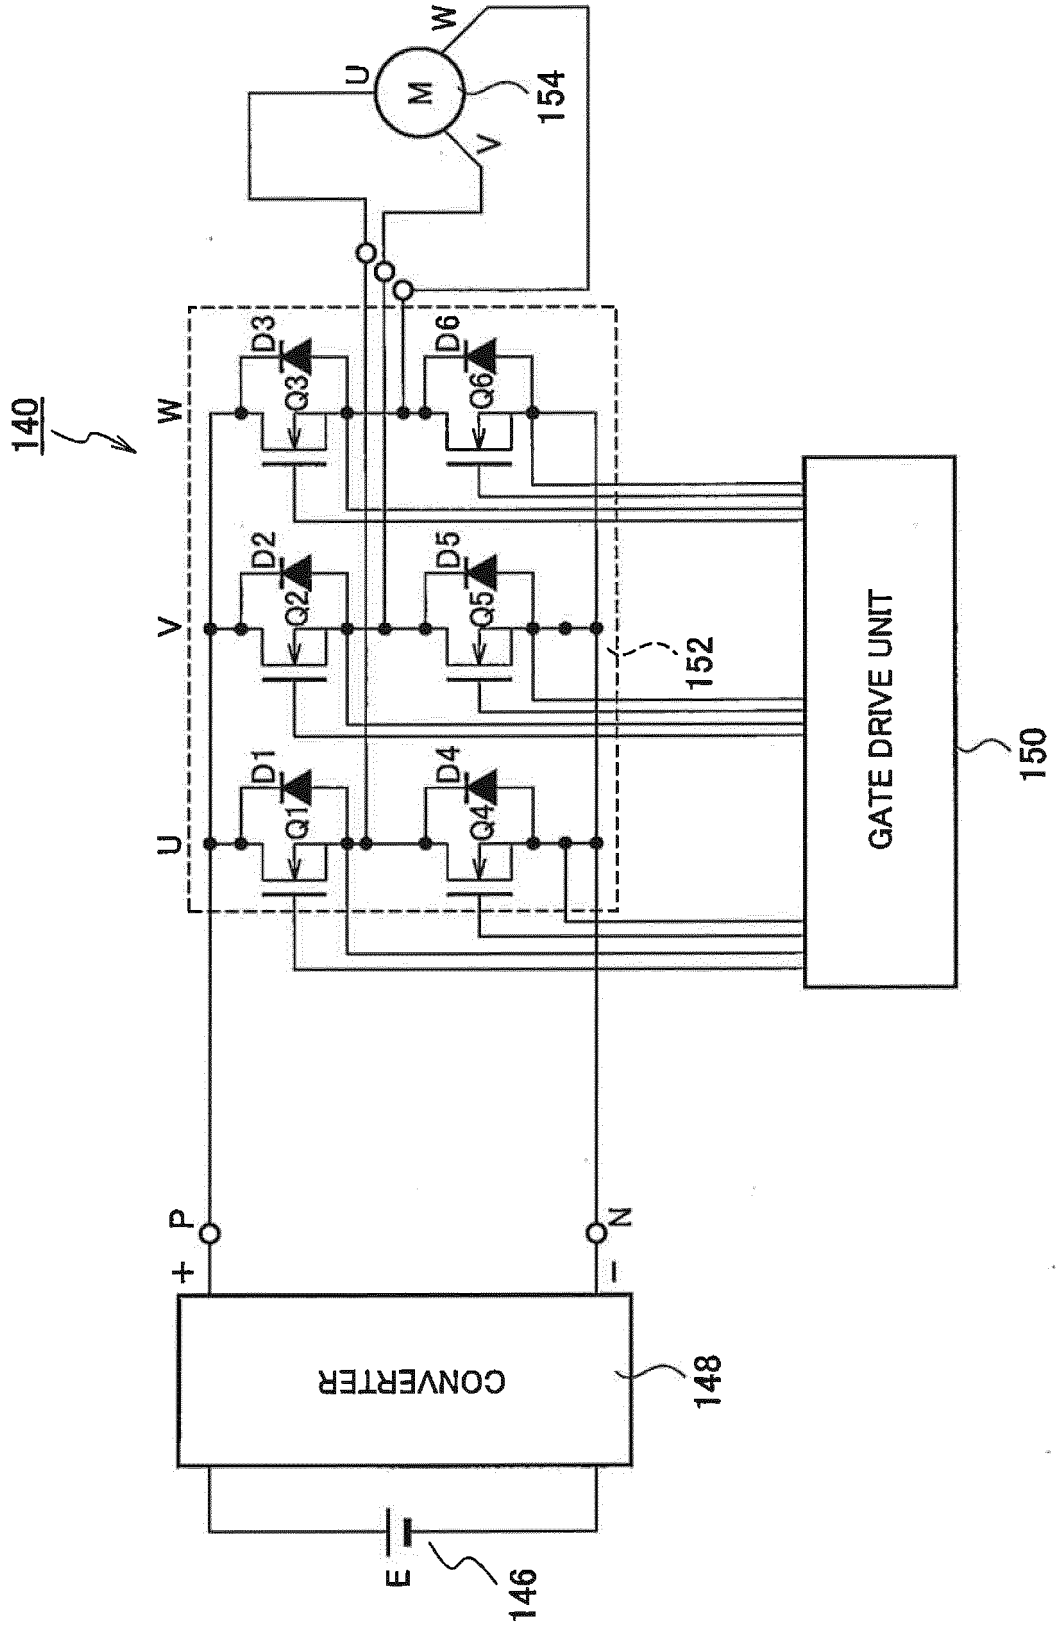 140
U
V
W
D1
D2
D3
Q1
Q2
Q3
D4
D5
D6
Q4
Q5
Q6
U
V
W
M
154
152
P
+
N
−
CONVERTER
148
E
146
GATE DRIVE UNIT
150